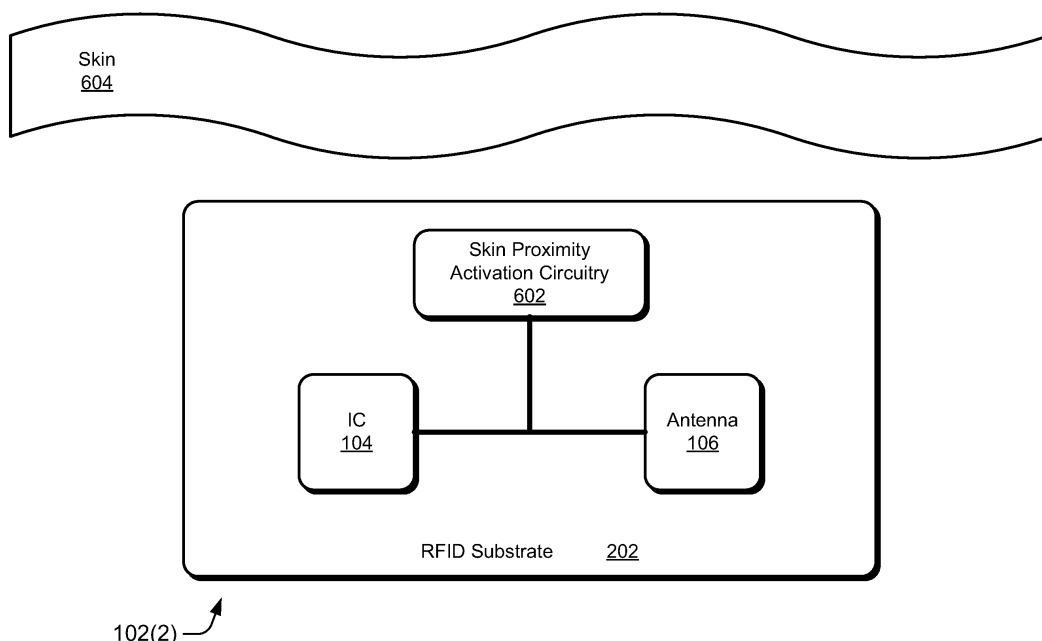 Skin
604
Skin Proximity
Activation Circuitry
602
IC
104
Antenna
106
RFID Substrate 202
102(2)